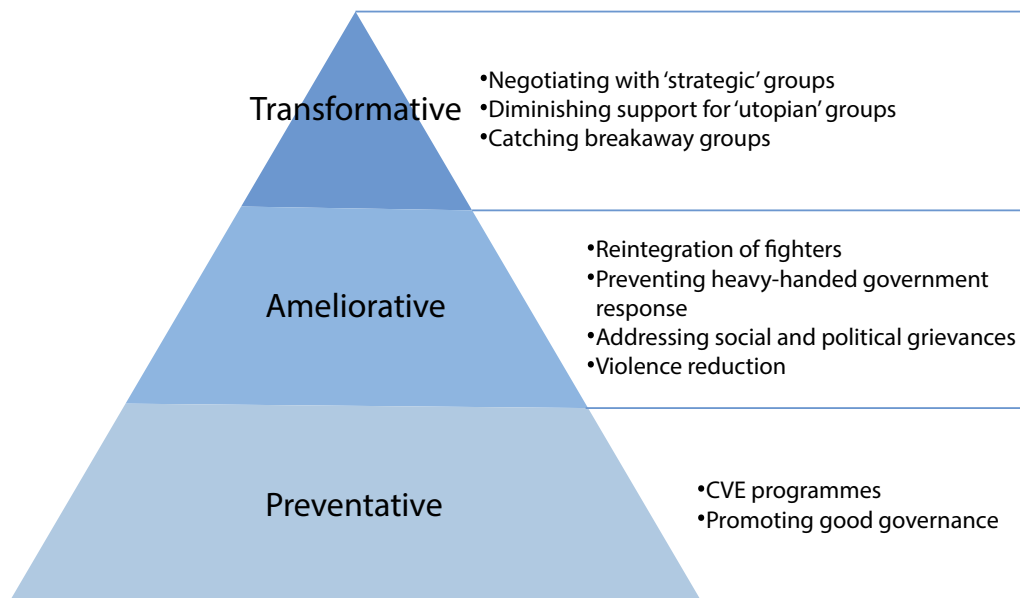 Transformative
•Negotiating with ‘strategic’ groups
•Diminishing support for ‘utopian’ groups
•Catching breakaway groups
Ameliorative
•Reintegration of fighters
•Preventing heavy-handed government
response
•Addressing social and political grievances
•Violence reduction
Preventative
•CVE programmes
•Promoting good governance